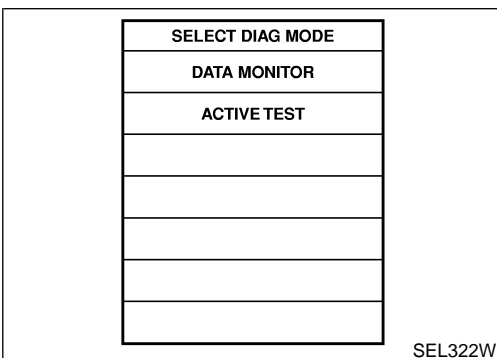 SELECT DIAG MODE
DATA MONITOR
ACTIVE TEST
SEL322W